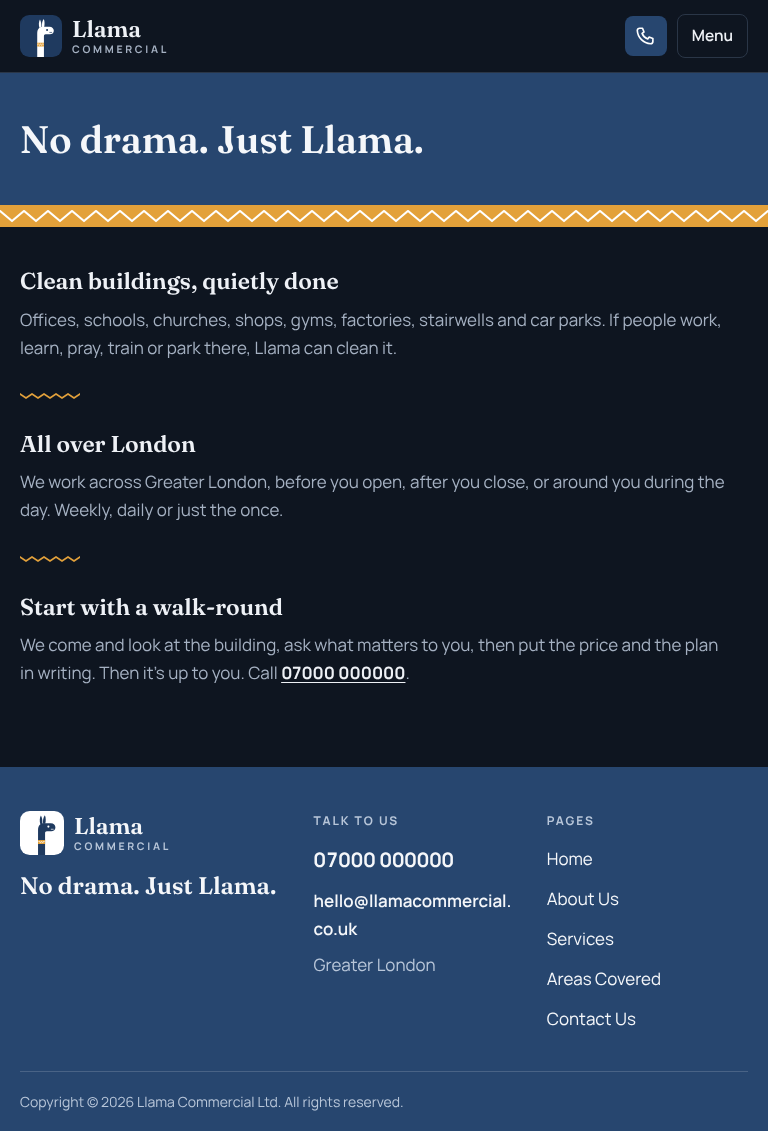 Llama
COMMERCIAL
Menu
No drama. Just Llama.
Clean buildings, quietly done
Offices, schools, churches, shops, gyms, factories, stairwells and car parks. If people work,
learn, pray, train or park there, Llama can clean it.
All over London
We work across Greater London, before you open, after you close, or around you during the
day. Weekly, daily or just the once.
Start with a walk-round
We come and look at the building, ask what matters to you, then put the price and the plan
in writing. Then it's up to you. Call 07000 000000.
Llama
COMMERCIAL
No drama. Just Llama.
TALK TO US
07000 000000
hello@llamacommercial.
co.uk
Greater London
PAGES
Home
About Us
Services
Areas Covered
Contact Us
Copyright © 2026 Llama Commercial Ltd. All rights reserved.